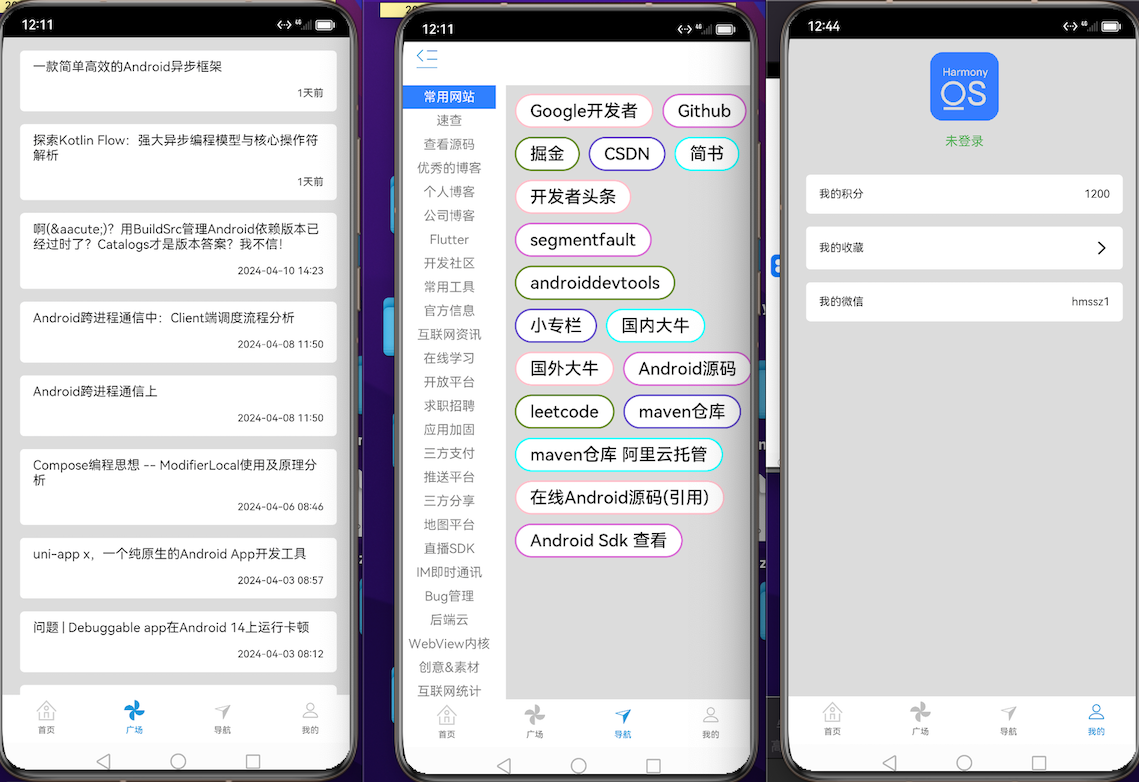 12:11
一款简单高效的Android异步框架
1天前
探索Kotlin Flow：强大异步编程模型与核心操作符
解析
1天前
啊(&aacute;)？用BuildSrc管理Android依赖版本已
经过时了？Catalogs才是版本答案？我不信！
2024-04-10 14:23
Android跨进程通信中：Client端调度流程分析
2024-04-08 11:50
Android跨进程通信上
2024-04-08 11:50
Compose编程思想 -- ModifierLocal使用及原理分
析
2024-04-06 08:46
uni-app x，一个纯原生的Android App开发工具
2024-04-03 08:57
问题 | Debuggable app在Android 14上运行卡顿
2024-04-03 08:12
首页
广场
导航
我的
12:11
常用网站
速查
查看源码
优秀的博客
个人博客
公司博客
Flutter
开发社区
常用工具
官方信息
互联网资讯
在线学习
开放平台
求职招聘
应用加固
三方支付
推送平台
三方分享
地图平台
直播SDK
IM即时通讯
Bug管理
后端云
WebView内核
创意&素材
互联网统计
Google开发者 Github
掘金 CSDN 简书
开发者头条
segmentfault
androiddevtools
小专栏 国内大牛
国外大牛 Android源码
leetcode maven仓库
maven仓库 阿里云托管
在线Android源码(引用)
Android Sdk 查看
首页
广场
导航
我的
12:44
Harmony
OS
未登录
我的积分 1200
我的收藏
我的微信 hmssz1
首页
广场
导航
我的